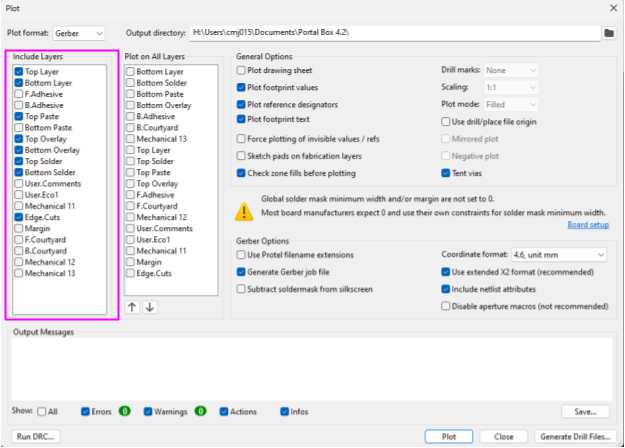 Plot
Plot format: Gerber
Output directory: H:\Users\cmj015\Documents\Portal Box 4.2\
Include Layers
Top Layer
Bottom Layer
F.Adhesive
B.Adhesive
Top Paste
Bottom Paste
Top Overlay
Bottom Overlay
Top Solder
Bottom Solder
User.Comments
User.Eco1
Mechanical 11
Edge.Cuts
Margin
F.Courtyard
B.Courtyard
Mechanical 12
Mechanical 13
Plot on All Layers
Bottom Layer
Bottom Solder
Bottom Paste
Bottom Overlay
B.Adhesive
B.Courtyard
Mechanical 13
Top Layer
Top Solder
Top Paste
Top Overlay
F.Adhesive
F.Courtyard
Mechanical 12
User.Comments
User.Eco1
Mechanical 11
Margin
Edge.Cuts
General Options
Plot drawing sheet
Plot footprint values
Plot reference designators
Plot footprint text
Force plotting of invisible values / refs
Sketch pads on fabrication layers
Check zone fills before plotting
Drill marks: None
Scaling: 1:1
Plot mode: Filled
Use drill/place file origin
Mirrored plot
Negative plot
Tent vias
Global solder mask minimum width and/or margin are not set to 0.
Most board manufacturers expect 0 and use their own constraints for solder mask minimum width.
Board setup
Gerber Options
Use Protel filename extensions
Generate Gerber job file
Subtract soldermask from silkscreen
Coordinate format: 4.6, unit mm
Use extended X2 format (recommended)
Include netlist attributes
Disable aperture macros (not recommended)
Output Messages
Show: All Errors 0 Warnings 0 Actions Infos
Save...
Run DRC... Plot Close Generate Drill Files...